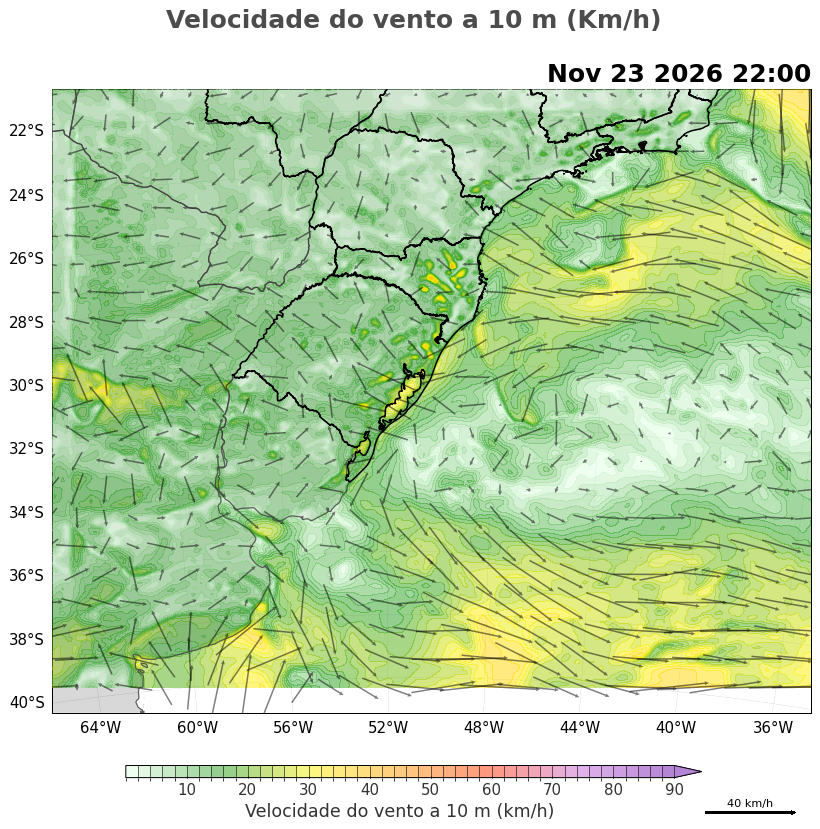 Velocidade do vento a 10 m (Km/h)
Nov 23 2026 22:00
22°S
24°S
26°S
28°S
30°S
32°S
34°S
36°S
38°S
40°S
64°W 60°W 56°W 52°W 48°W 44°W 40°W 36°W
10 20 30 40 50 60 70 80 90
Velocidade do vento a 10 m (km/h)
40 km/h